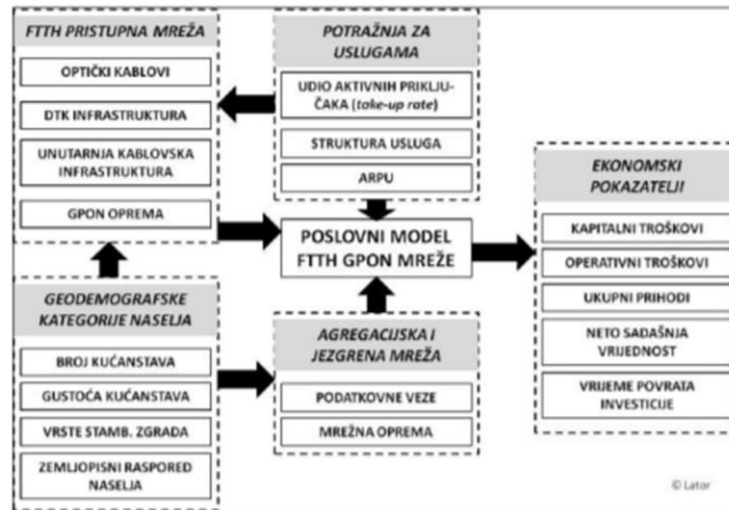 FTTH PRISTUPNA MREŽA
OPTIČKI KABLOVI
DTK INFRASTRUKTURA
UNUTARNJA KABLOVSKA
INFRASTRUKTURA
GPON OPREMA
POTRAŽNJA ZA
USLUGAMA
UDIO AKTIVNIH PRIKLJU-
ČAKA (take-up rate)
STRUKTURA USLUGA
ARPU
POSLOVNI MODEL
FTTH GPON MREŽE
GEODEMOGRAFSKE
KATEGORIJE NASELJA
BROJ KUĆANSTAVA
GUSTOĆA KUĆANSTAVA
VRSTE STAMB. ZGRADA
ZEMLJOPISNI RASPORED
NASELJA
AGREGACIJSKA I
JEZGRENA MREŽA
PODATKOVNE VEZE
MREŽNA OPREMA
EKONOMSKI
POKAZATELJI
KAPITALNI TROŠKOVI
OPERATIVNI TROŠKOVI
UKUPNI PRIHODI
NETO SADAŠNJA
VRIJEDNOST
VRIJEME POVRATA
INVESTICIJE
© Lator